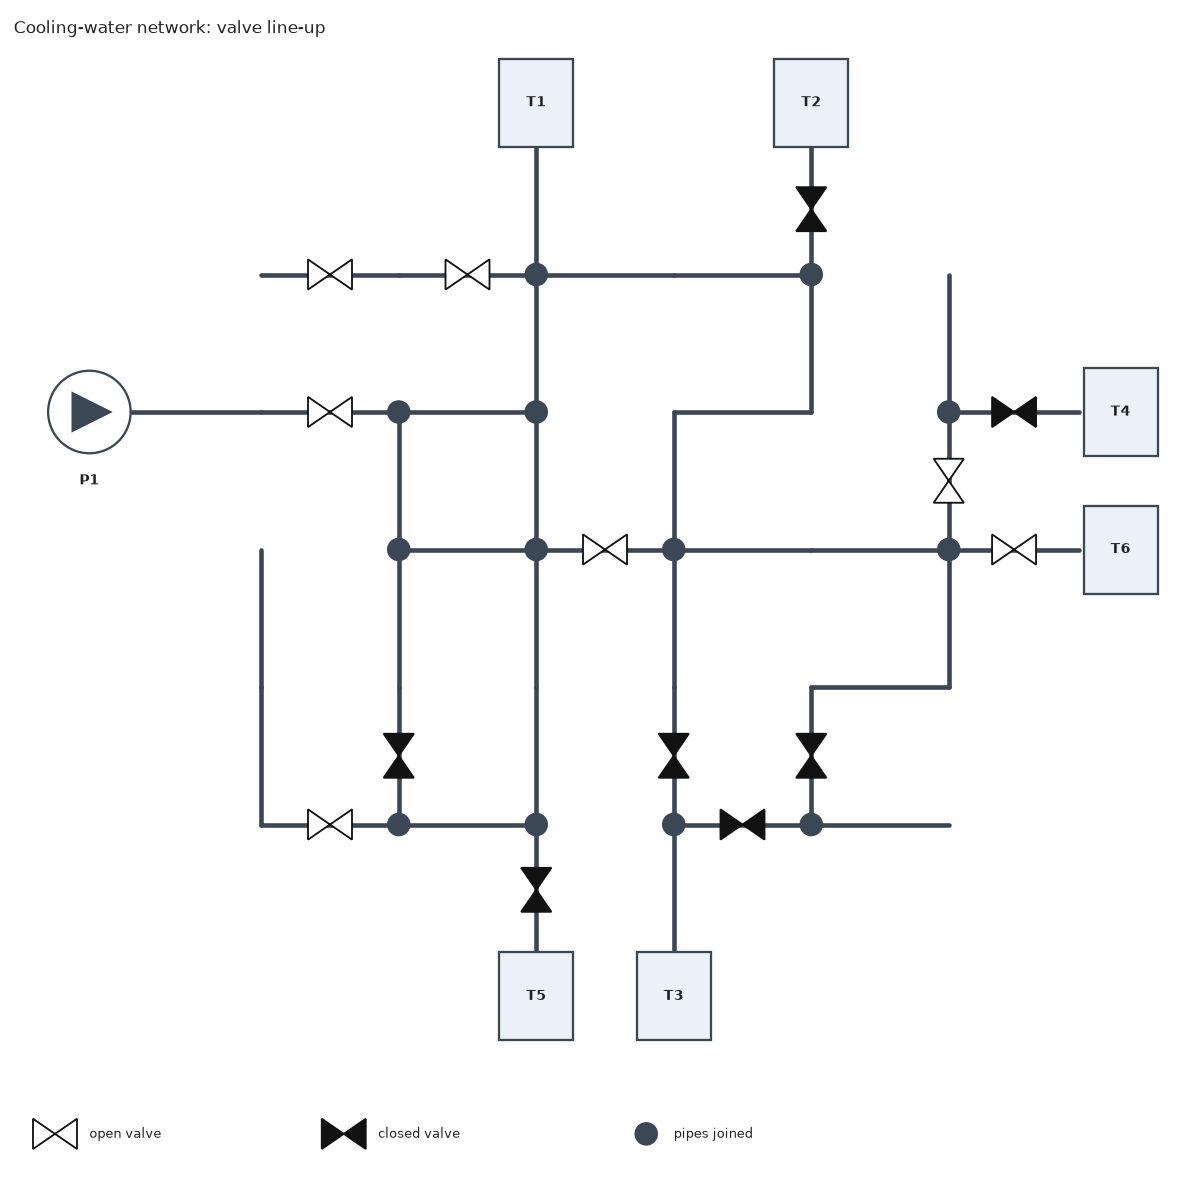 Cooling-water network: valve line-up
T1
T2
T4
P1
T6
T5
T3
open valve
closed valve
pipes joined